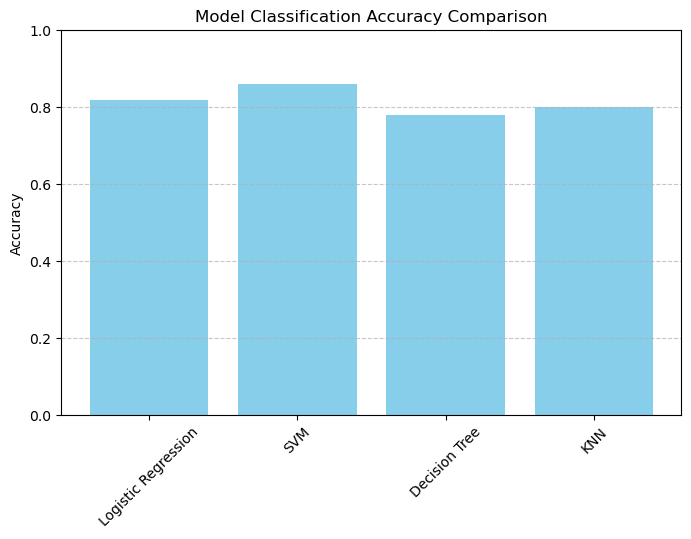 Model Classification Accuracy Comparison
Accuracy
1.0
0.8
0.6
0.4
0.2
0.0
Logistic Regression
SVM
Decision Tree
KNN